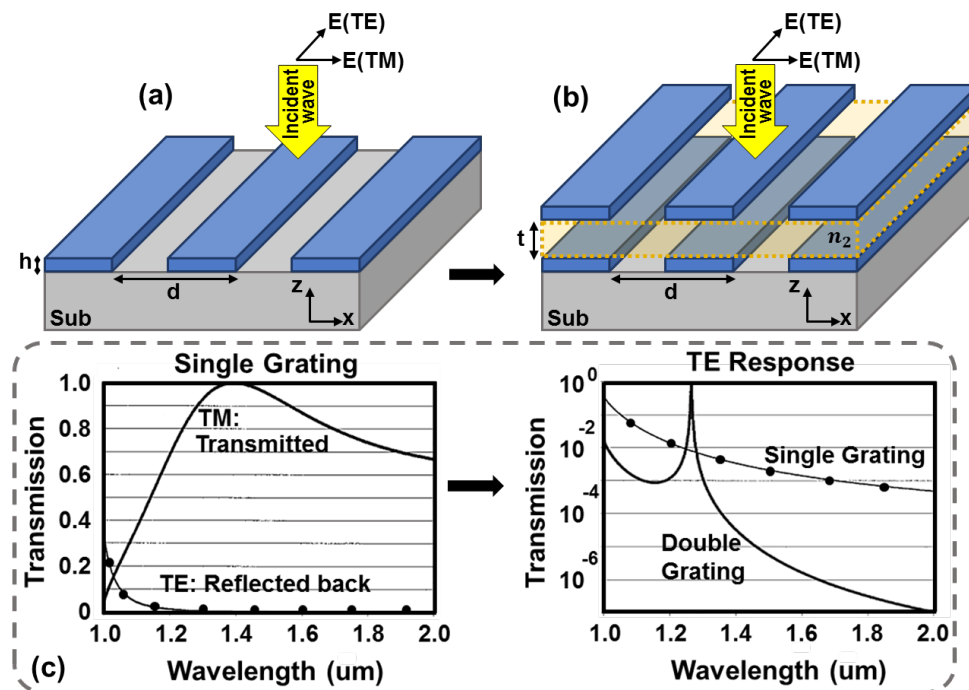 E(TE)
E(TM)
(a)
Incident
wave
h
d
z
x
Sub
E(TE)
E(TM)
(b)
Incident
wave
t
n₂
d
z
x
Sub
Single Grating
Transmission
1.0
0.8
0.6
0.4
0.2
0
TM:
Transmitted
TE: Reflected back
1.0 1.2 1.4 1.6 1.8 2.0
Wavelength (um)
(c)
TE Response
Transmission
10⁰
10⁻²
10⁻⁴
10⁻⁶
Single Grating
Double
Grating
1.0 1.2 1.4 1.6 1.8 2.0
Wavelength (um)